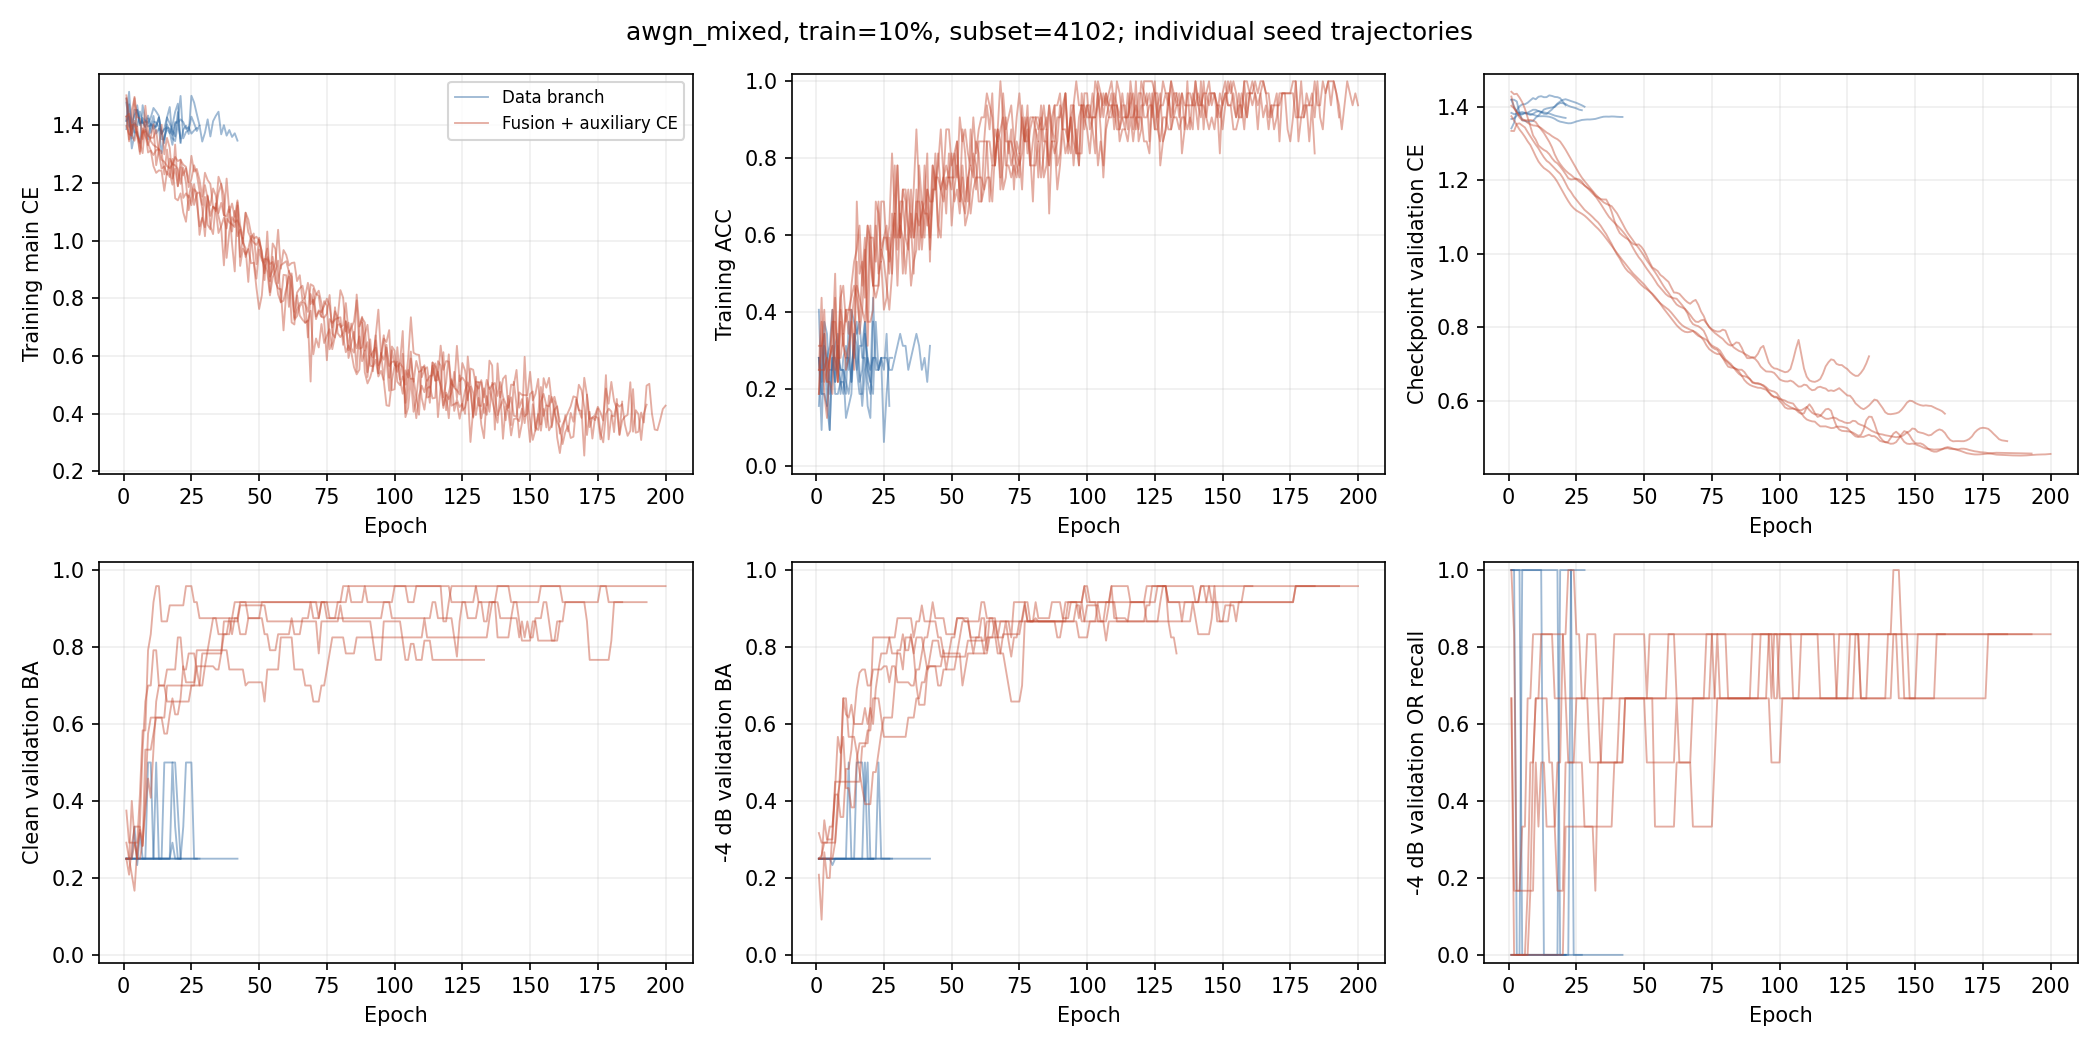 awgn_mixed, train=10%, subset=4102; individual seed trajectories
Training main CE
1.4
1.2
1.0
0.8
0.6
0.4
0.2
Data branch
Fusion + auxiliary CE
0 25 50 75 100 125 150 175 200
Epoch
Training ACC
1.0
0.8
0.6
0.4
0.2
0.0
0 25 50 75 100 125 150 175 200
Epoch
Checkpoint validation CE
1.4
1.2
1.0
0.8
0.6
0 25 50 75 100 125 150 175 200
Epoch
Clean validation BA
1.0
0.8
0.6
0.4
0.2
0.0
0 25 50 75 100 125 150 175 200
Epoch
-4 dB validation BA
1.0
0.8
0.6
0.4
0.2
0.0
0 25 50 75 100 125 150 175 200
Epoch
-4 dB validation OR recall
1.0
0.8
0.6
0.4
0.2
0.0
0 25 50 75 100 125 150 175 200
Epoch